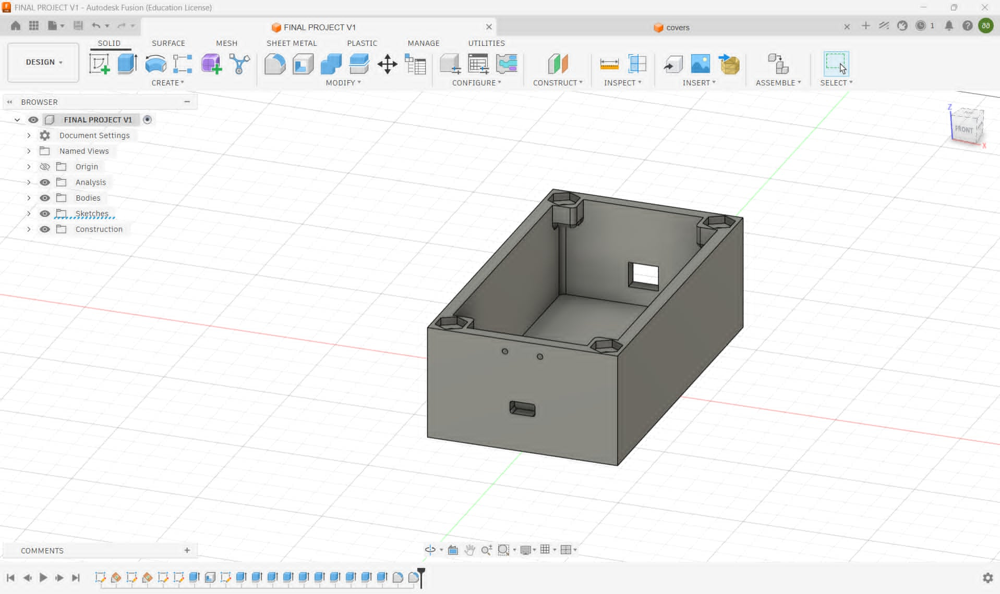 FINAL PROJECT V1 - Autodesk Fusion (Education License)
FINAL PROJECT V1
covers
1
āā
SOLID SURFACE MESH SHEET METAL PLASTIC MANAGE UTILITIES
DESIGN
CREATE MODIFY CONFIGURE CONSTRUCT INSPECT INSERT ASSEMBLE SELECT
BROWSER
FINAL PROJECT V1
Document Settings
Named Views
Origin
Analysis
Bodies
Sketches
Construction
Z
FRONT
X
COMMENTS